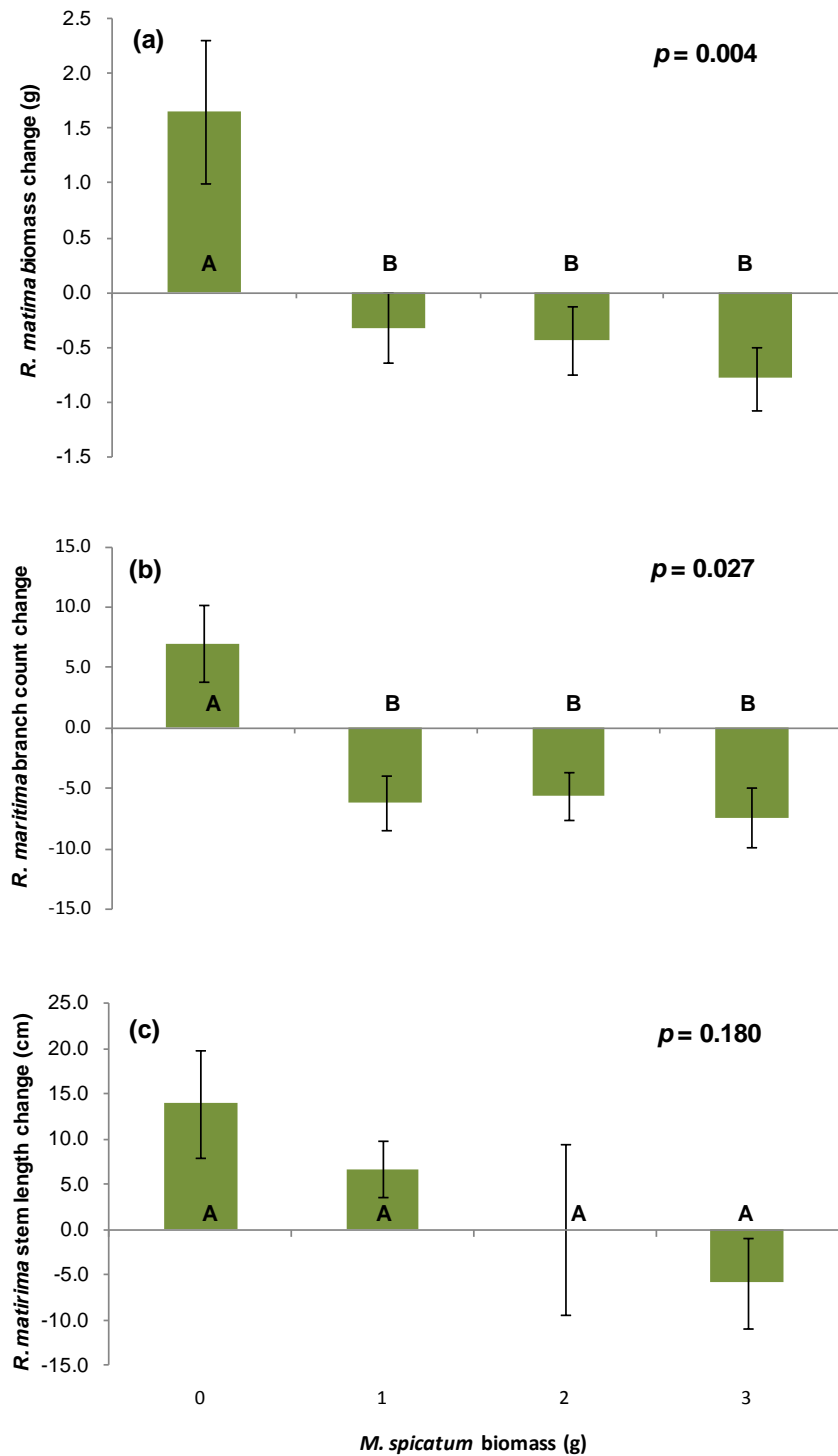 (a)
p = 0.004
R. matima biomass change (g)
2.5
2.0
1.5
1.0
0.5
0.0
-0.5
-1.0
-1.5
A
B
B
B
(b)
p = 0.027
R. maritima branch count change
15.0
10.0
5.0
0.0
-5.0
-10.0
-15.0
A
B
B
B
(c)
p = 0.180
R. matirima stem length change (cm)
25.0
20.0
15.0
10.0
5.0
0.0
-5.0
-10.0
-15.0
A
A
A
A
0
1
2
3
M. spicatum biomass (g)